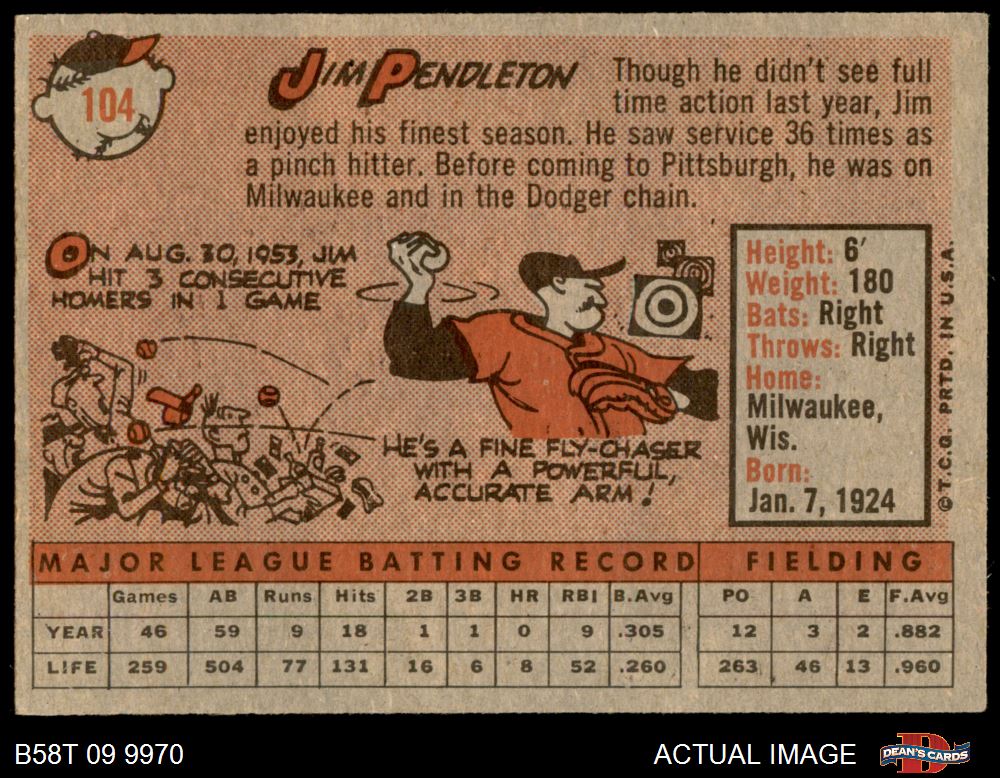 104
JIM PENDLETON
Though he didn't see full
time action last year, Jim
enjoyed his finest season. He saw service 36 times as
a pinch hitter. Before coming to Pittsburgh, he was on
Milwaukee and in the Dodger chain.
ON AUG. 30, 1953, JIM
HIT 3 CONSECUTIVE
HOMERS IN 1 GAME
HE'S A FINE FLY-CHASER
WITH A POWERFUL,
ACCURATE ARM!
Height: 6'
Weight: 180
Bats: Right
Throws: Right
Home:
Milwaukee,
Wis.
Born:
Jan. 7, 1924
© T.C.G. PRTD. IN U.S.A.
MAJOR LEAGUE BATTING RECORD FIELDING
Games AB Runs Hits 2B 3B HR RBI B.Avg PO A E F.Avg
YEAR 46 59 9 18 1 1 0 9 .305 12 3 2 .882
LIFE 259 504 77 131 16 6 8 52 .260 263 46 13 .960
B58T 09 9970 ACTUAL IMAGE DEAN'S CARDS